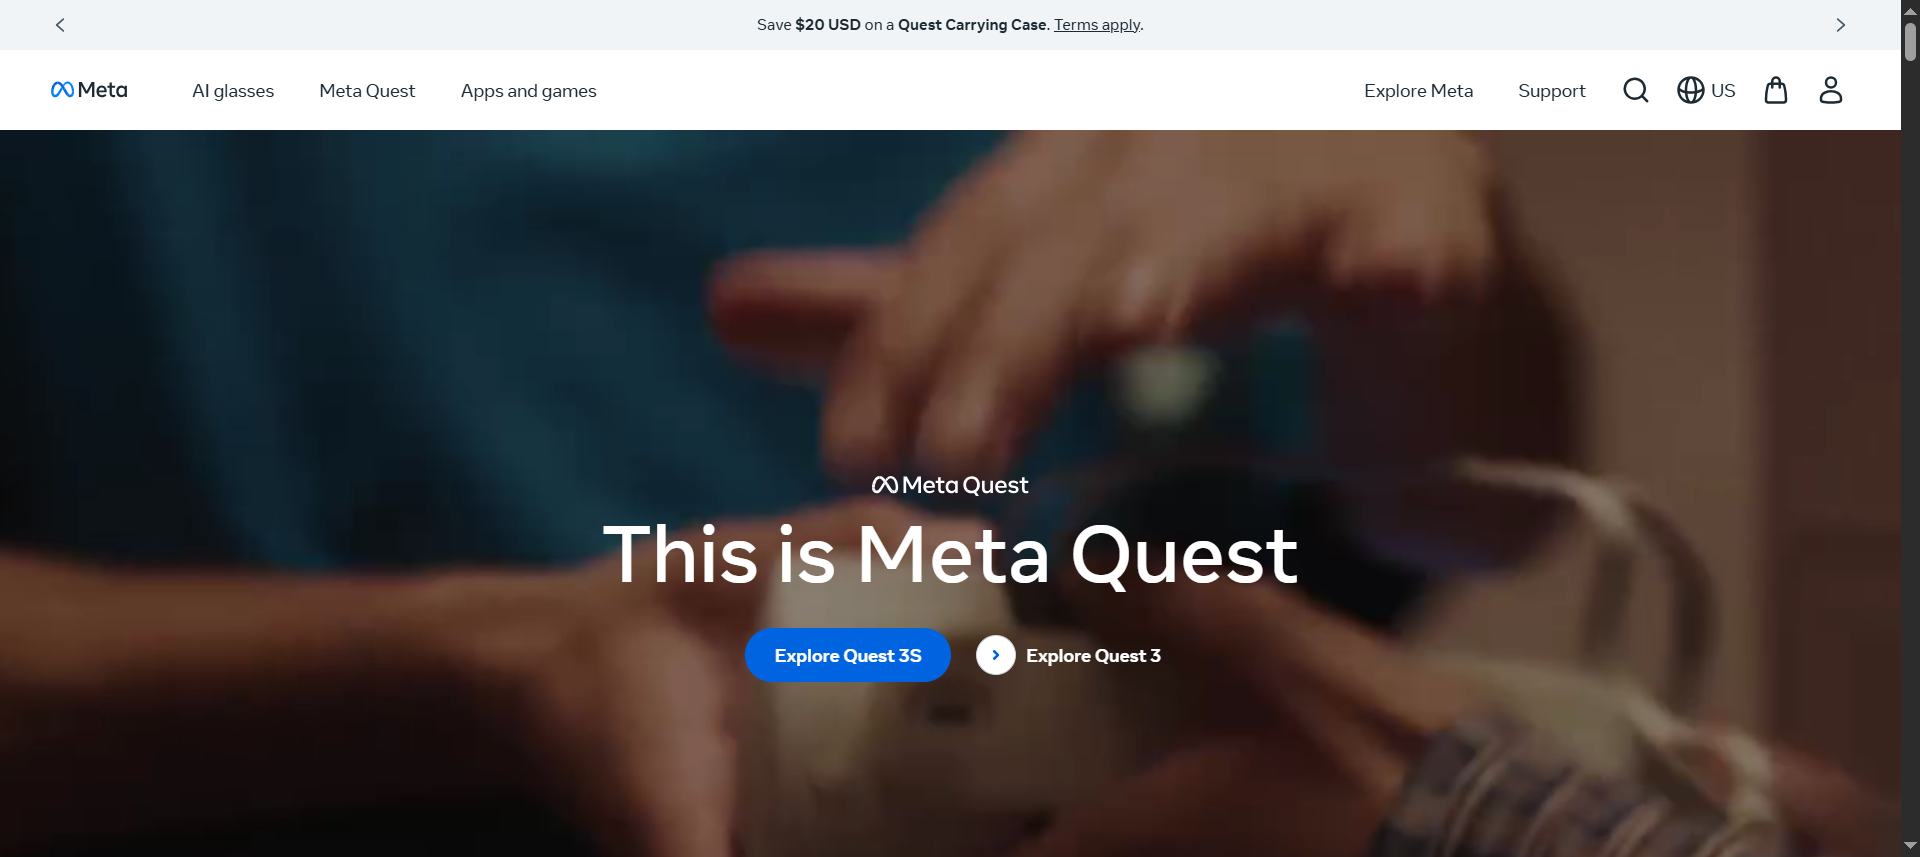 Save $20 USD on a Quest Carrying Case. Terms apply.
Meta
AI glasses
Meta Quest
Apps and games
Explore Meta
Support
US
Meta Quest
This is Meta Quest
Explore Quest 3S
Explore Quest 3